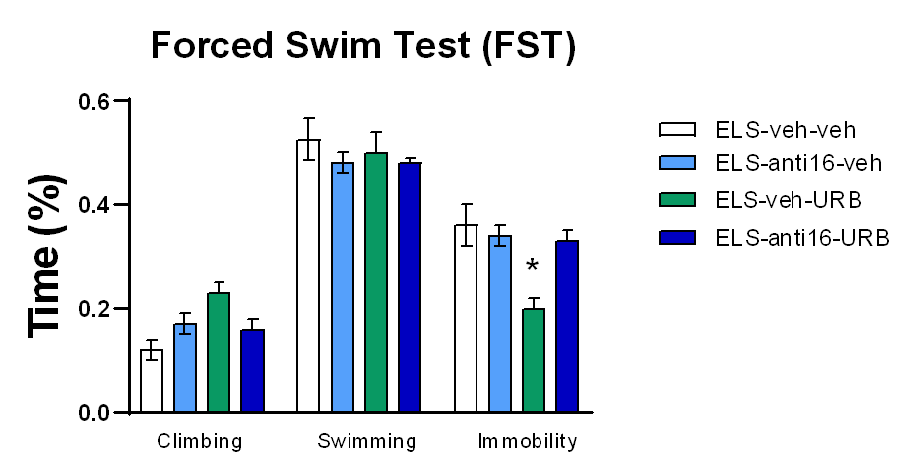 Forced Swim Test (FST)
Time (%)
0.6
0.4
0.2
0.0
*
Climbing
Swimming
Immobility
ELS-veh-veh
ELS-anti16-veh
ELS-veh-URB
ELS-anti16-URB